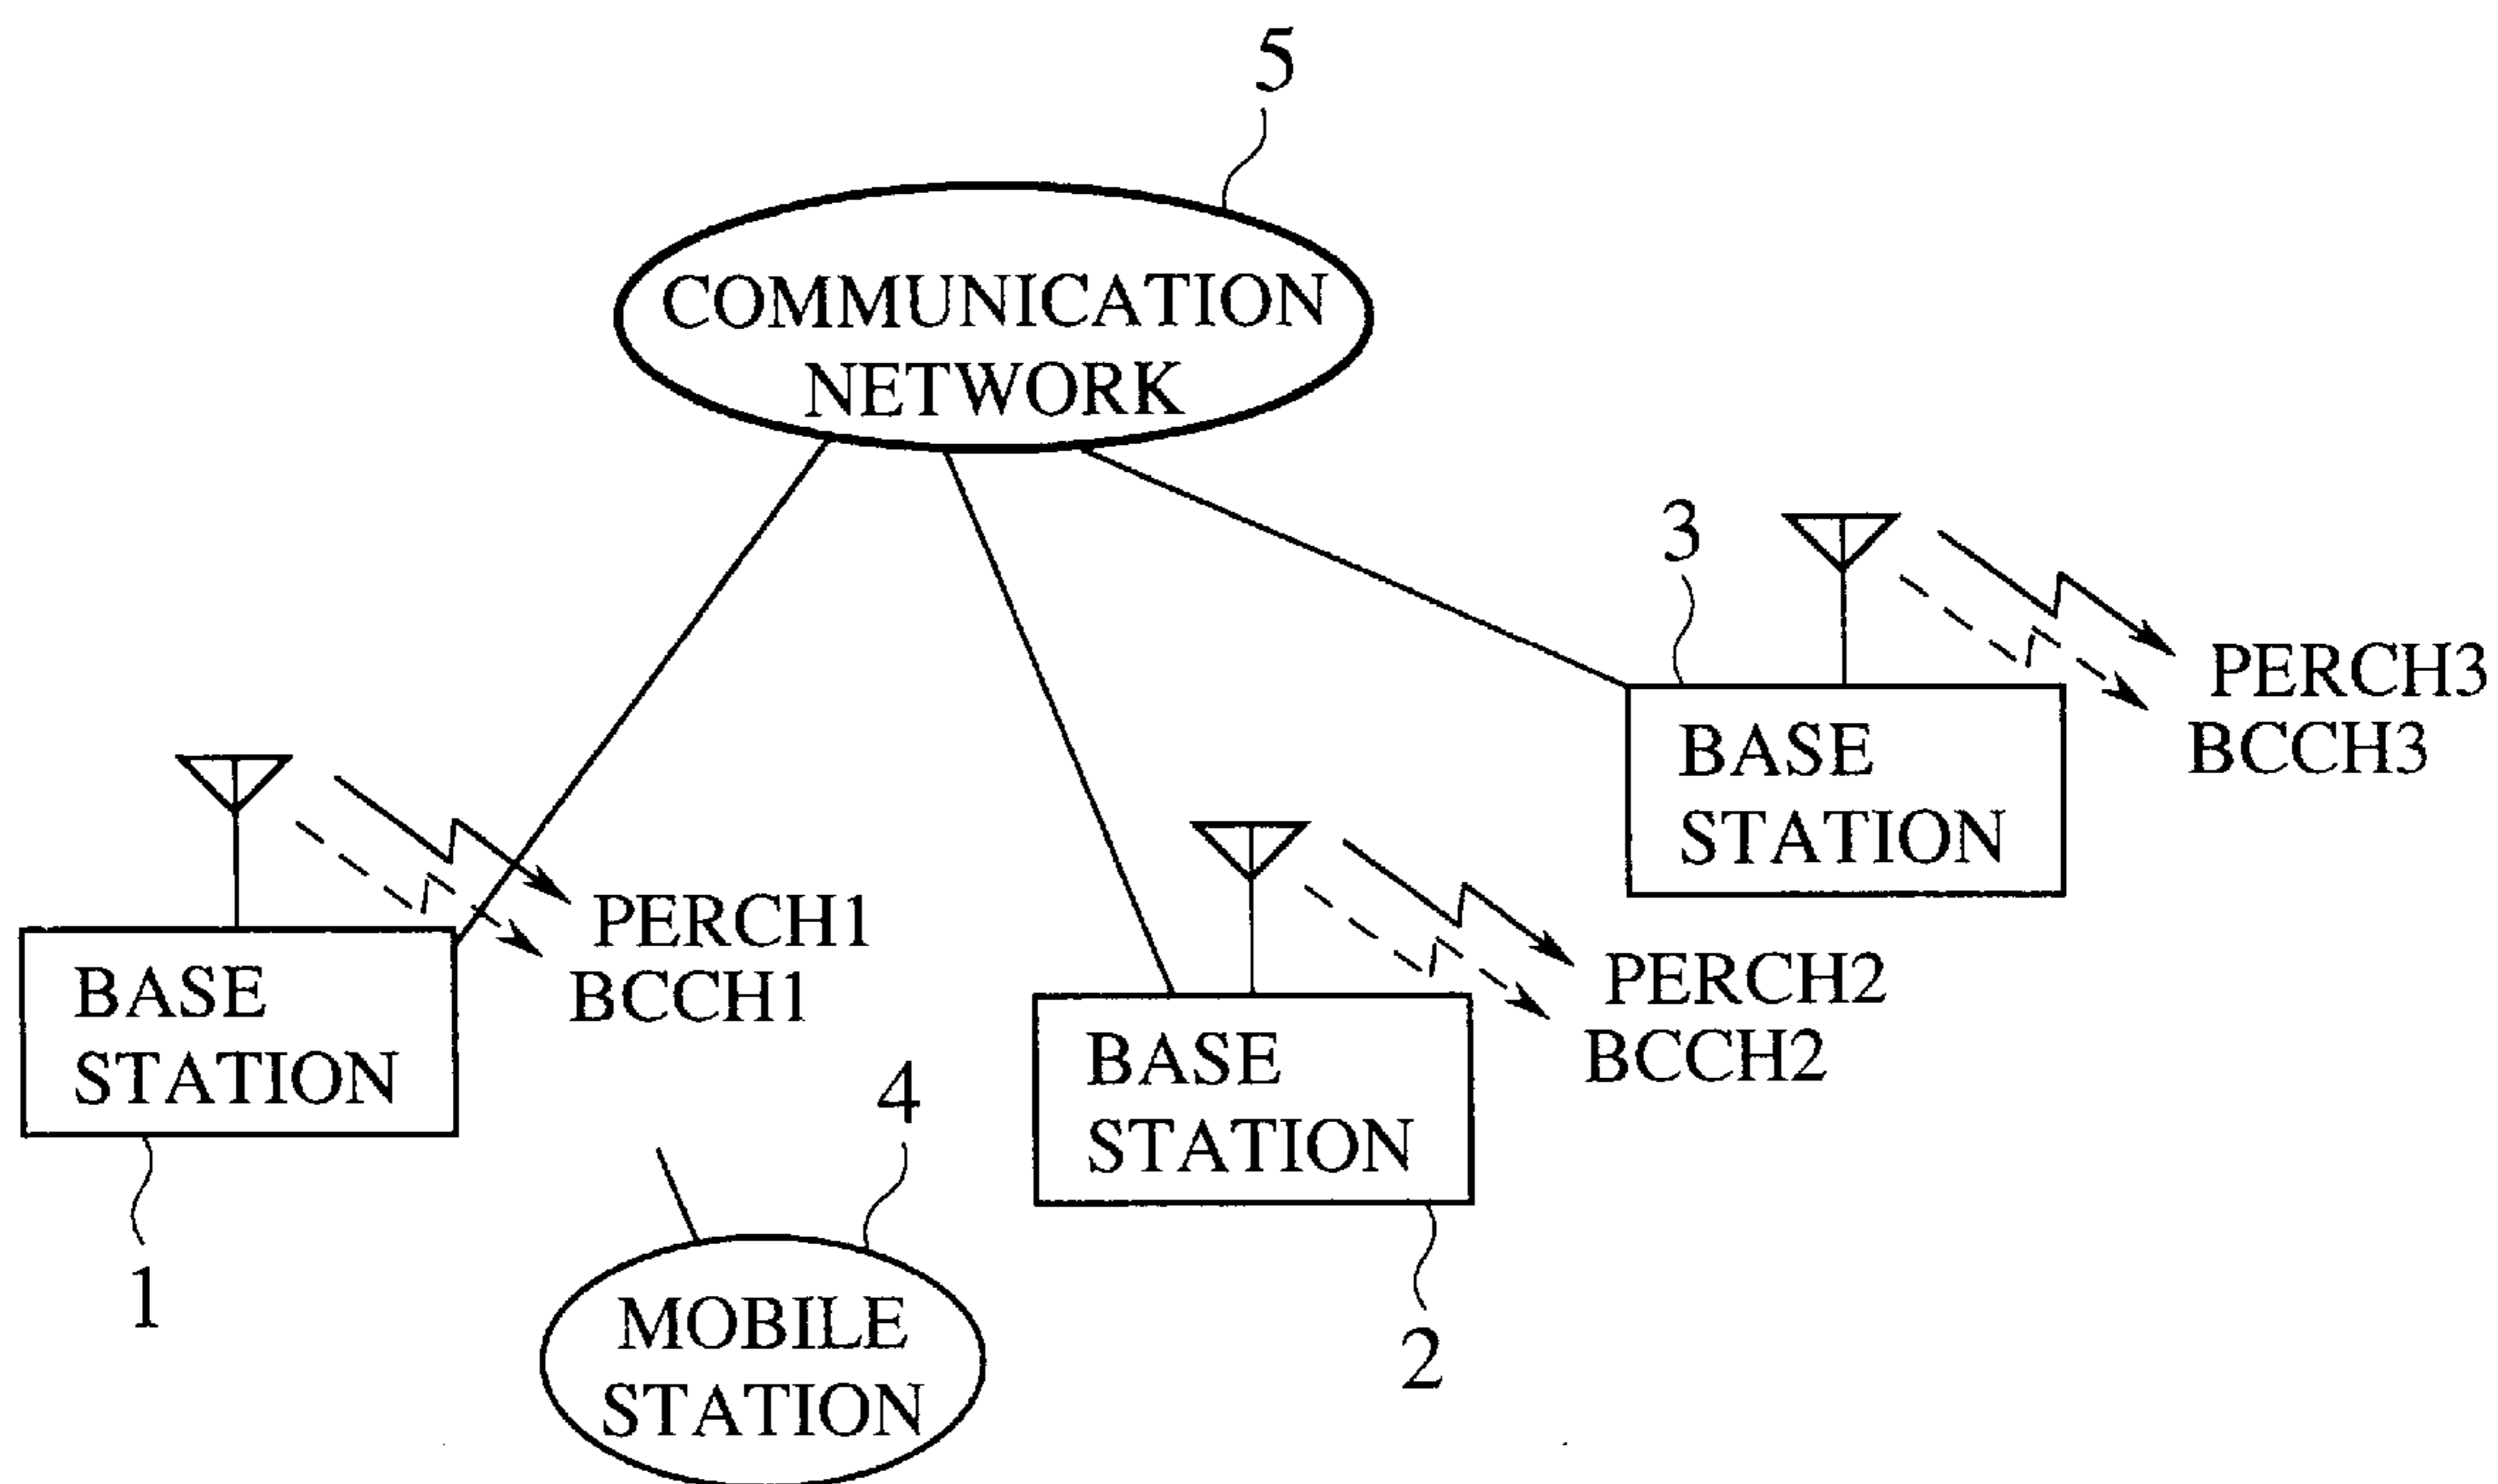 5
COMMUNICATION
NETWORK
3
PERCH3
BCCH3
BASE
STATION
PERCH1
BCCH1
BASE
STATION
1
PERCH2
BCCH2
BASE
STATION
2
4
MOBILE
STATION